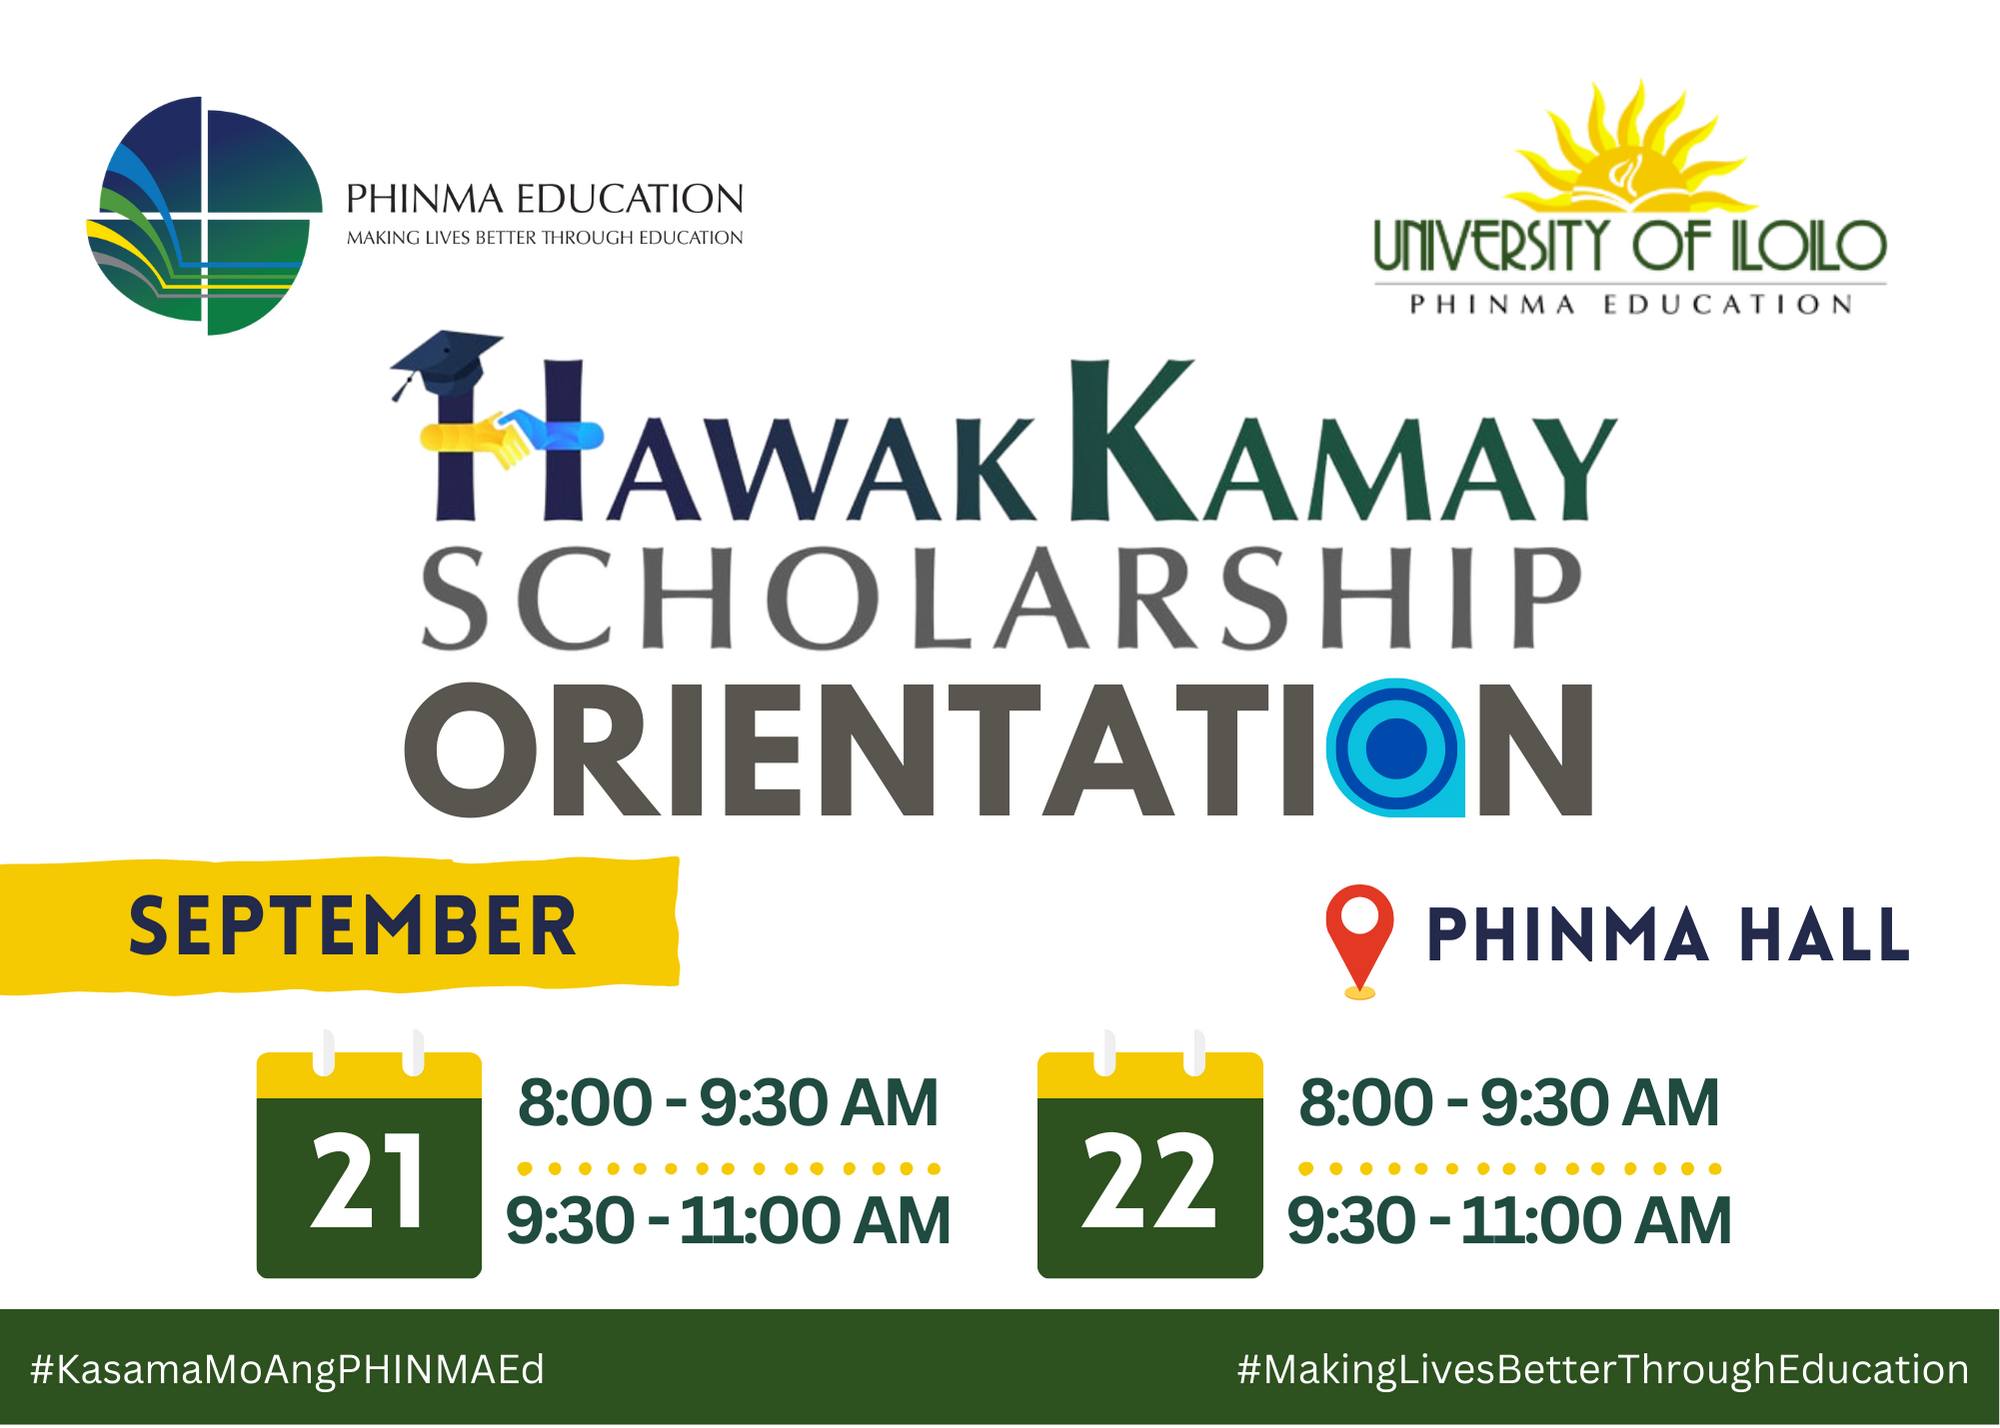 PHINMA EDUCATION
MAKING LIVES BETTER THROUGH EDUCATION
UNIVERSITY OF ILOILO
PHINMA EDUCATION
HAWAK KAMAY
SCHOLARSHIP
ORIENTATION
SEPTEMBER
PHINMA HALL
21
8:00 - 9:30 AM
9:30 - 11:00 AM
22
8:00 - 9:30 AM
9:30 - 11:00 AM
#KasamaMoAngPHINMAEd
#MakingLivesBetterThroughEducation